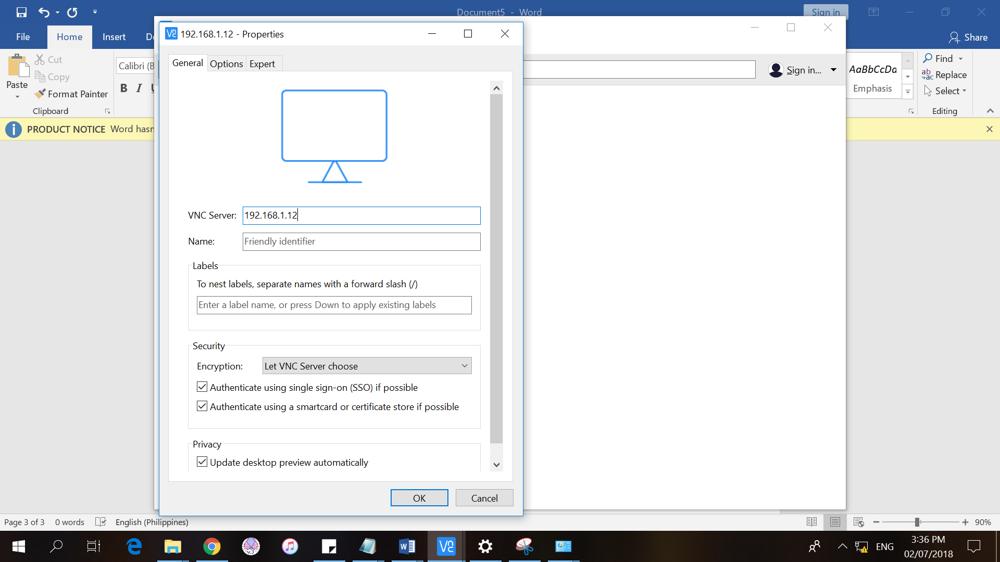 Document5 - Word
Sign in
File
Home
Insert
Share
Paste
Cut
Copy
Format Painter
Clipboard
Calibri (B
B I U
AaBbCcDd
Emphasis
Find
Replace
Select
Editing
PRODUCT NOTICE Word hasn
Sign in...
192.168.1.12 - Properties
General
Options
Expert
VNC Server: 192.168.1.12
Name: Friendly identifier
Labels
To nest labels, separate names with a forward slash (/)
Enter a label name, or press Down to apply existing labels
Security
Encryption: Let VNC Server choose
Authenticate using single sign-on (SSO) if possible
Authenticate using a smartcard or certificate store if possible
Privacy
Update desktop preview automatically
OK
Cancel
Page 3 of 3
0 words
English (Philippines)
90%
v.3
ENG
3:36 PM
02/07/2018